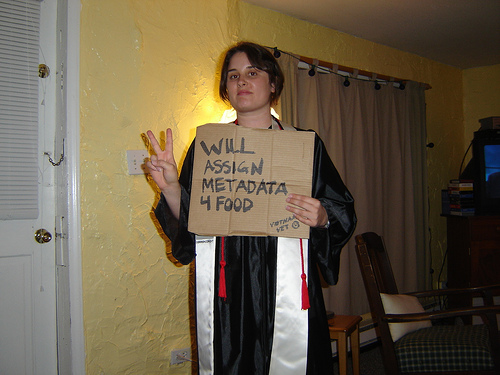 WILL
ASSIGN
METADATA
4 FOOD
VIETNAM
VET